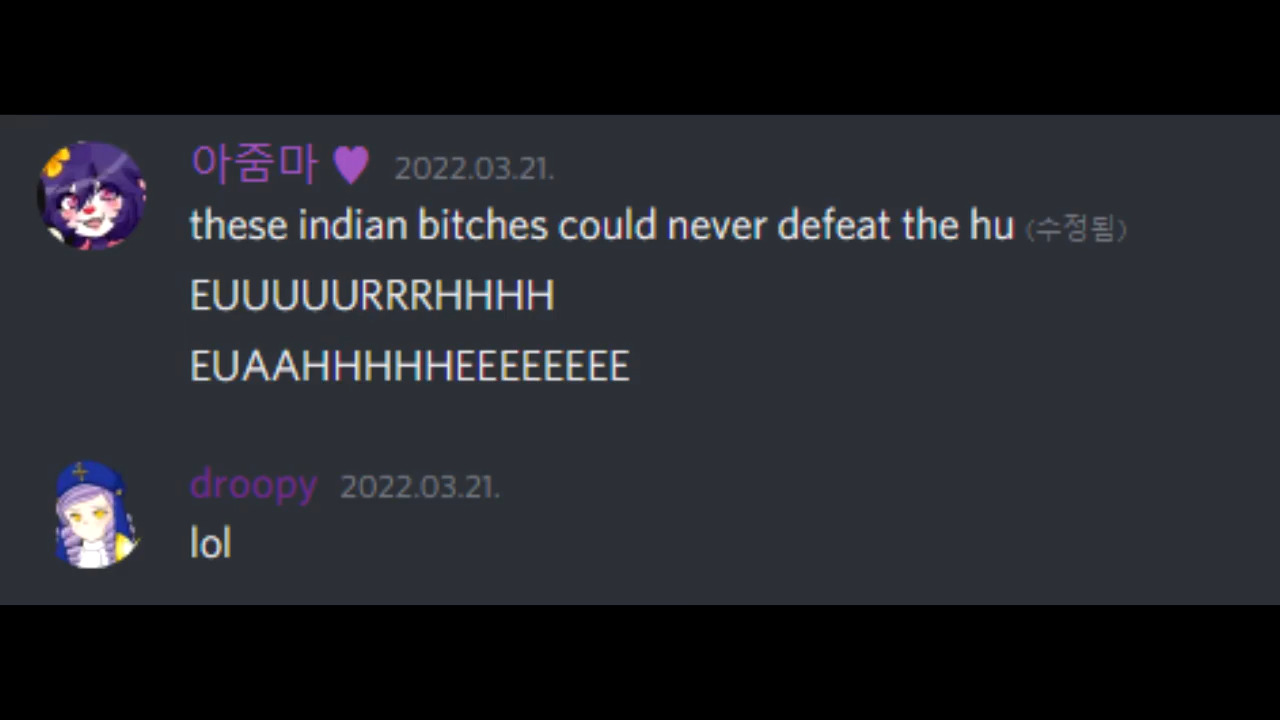 아줌마 💜 2022.03.21.
these indian bitches could never defeat the hu (수정됨)
EUUUUURRRHHHH
EUAAHHHHHEEEEEEEE
droopy 2022.03.21.
lol